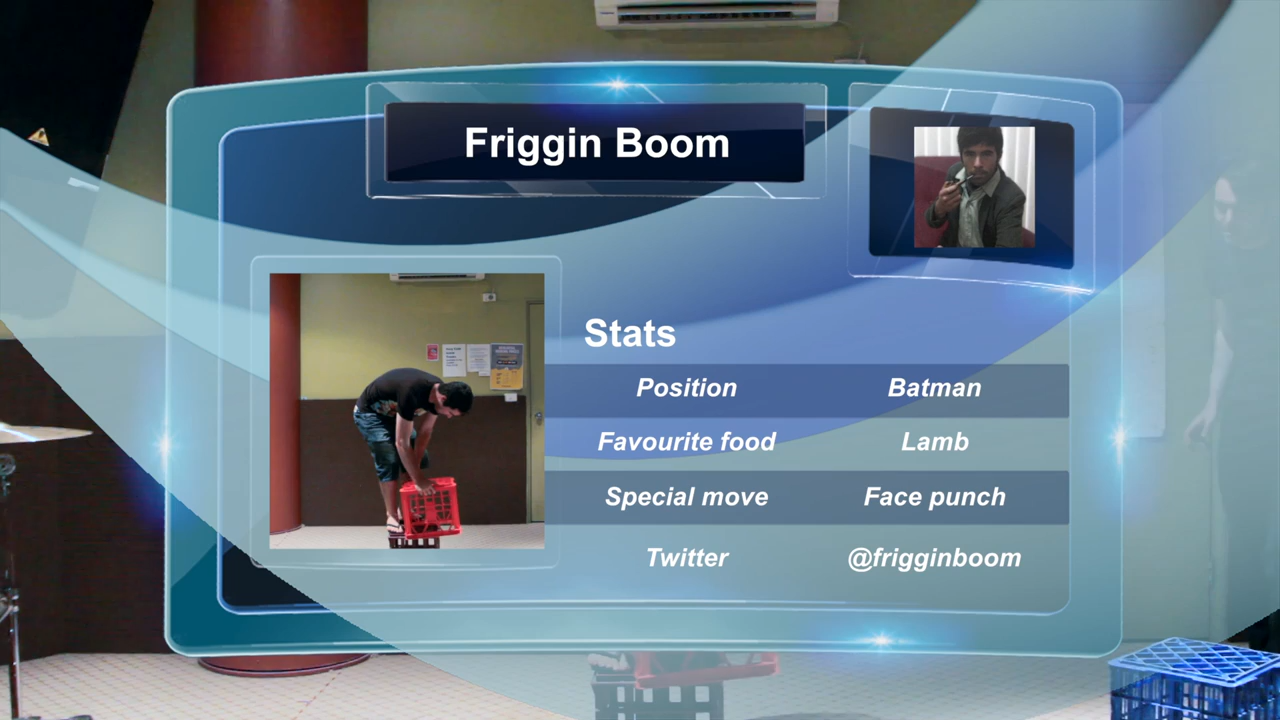 Friggin Boom
Stats
Position Batman
Favourite food Lamb
Special move Face punch
Twitter @frigginboom